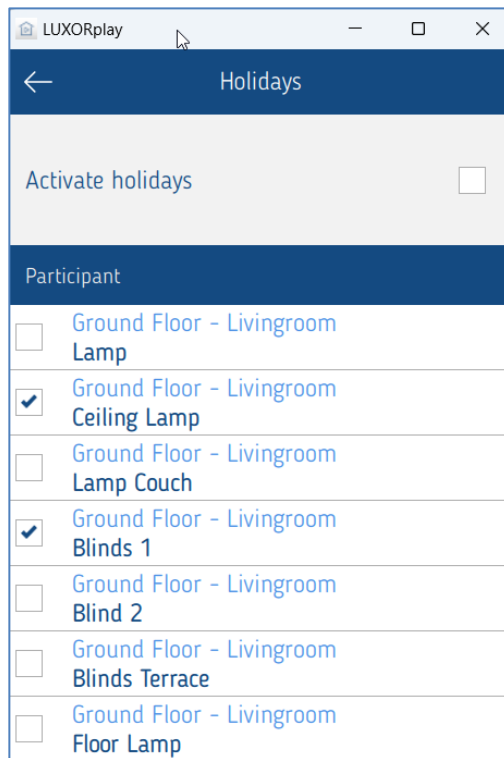 LUXORplay
Holidays
Activate holidays
Participant
Ground Floor - Livingroom
Lamp
Ground Floor - Livingroom
Ceiling Lamp
Ground Floor - Livingroom
Lamp Couch
Ground Floor - Livingroom
Blinds 1
Ground Floor - Livingroom
Blind 2
Ground Floor - Livingroom
Blinds Terrace
Ground Floor - Livingroom
Floor Lamp